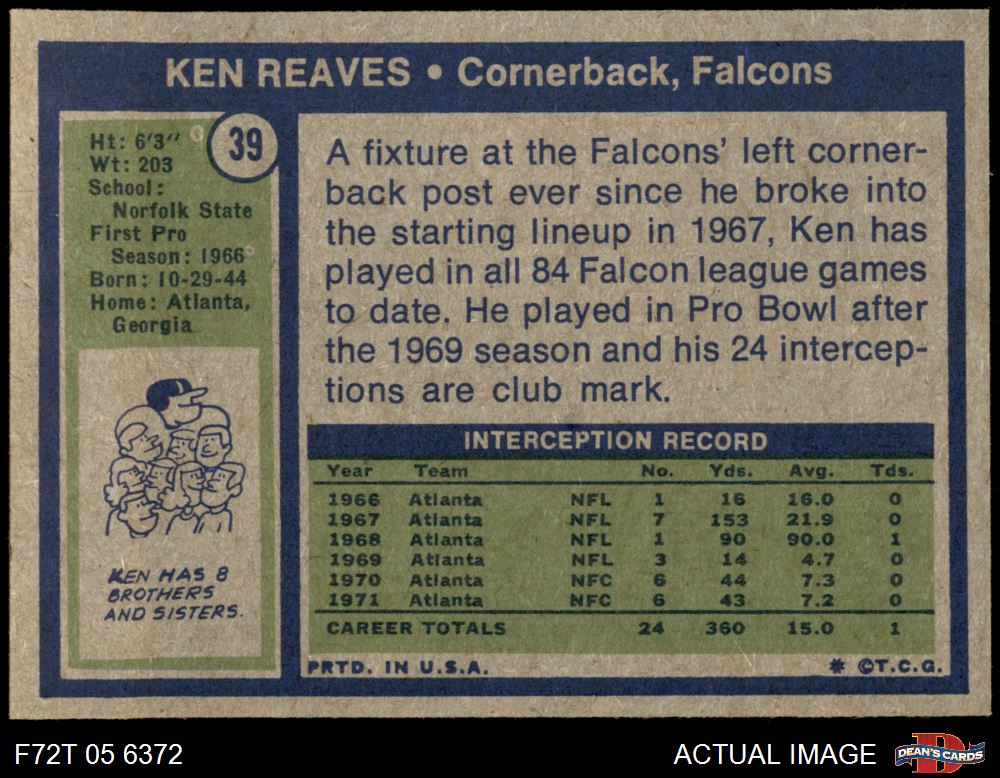 KEN REAVES • Cornerback, Falcons
39
Ht: 6'3"
Wt: 203
School:
Norfolk State
First Pro
Season: 1966
Born: 10-29-44
Home: Atlanta,
Georgia
KEN HAS 8
BROTHERS
AND SISTERS.
A fixture at the Falcons' left corner-
back post ever since he broke into
the starting lineup in 1967, Ken has
played in all 84 Falcon league games
to date. He played in Pro Bowl after
the 1969 season and his 24 intercep-
tions are club mark.
INTERCEPTION RECORD
Year Team No. Yds. Avg. Tds.
1966 Atlanta NFL 1 16 16.0 0
1967 Atlanta NFL 7 153 21.9 0
1968 Atlanta NFL 1 90 90.0 1
1969 Atlanta NFL 3 14 4.7 0
1970 Atlanta NFC 6 44 7.3 0
1971 Atlanta NFC 6 43 7.2 0
CAREER TOTALS 24 360 15.0 1
PRTD. IN U.S.A. * ©T.C.G.
F72T 05 6372 ACTUAL IMAGE DEAN'S CARDS